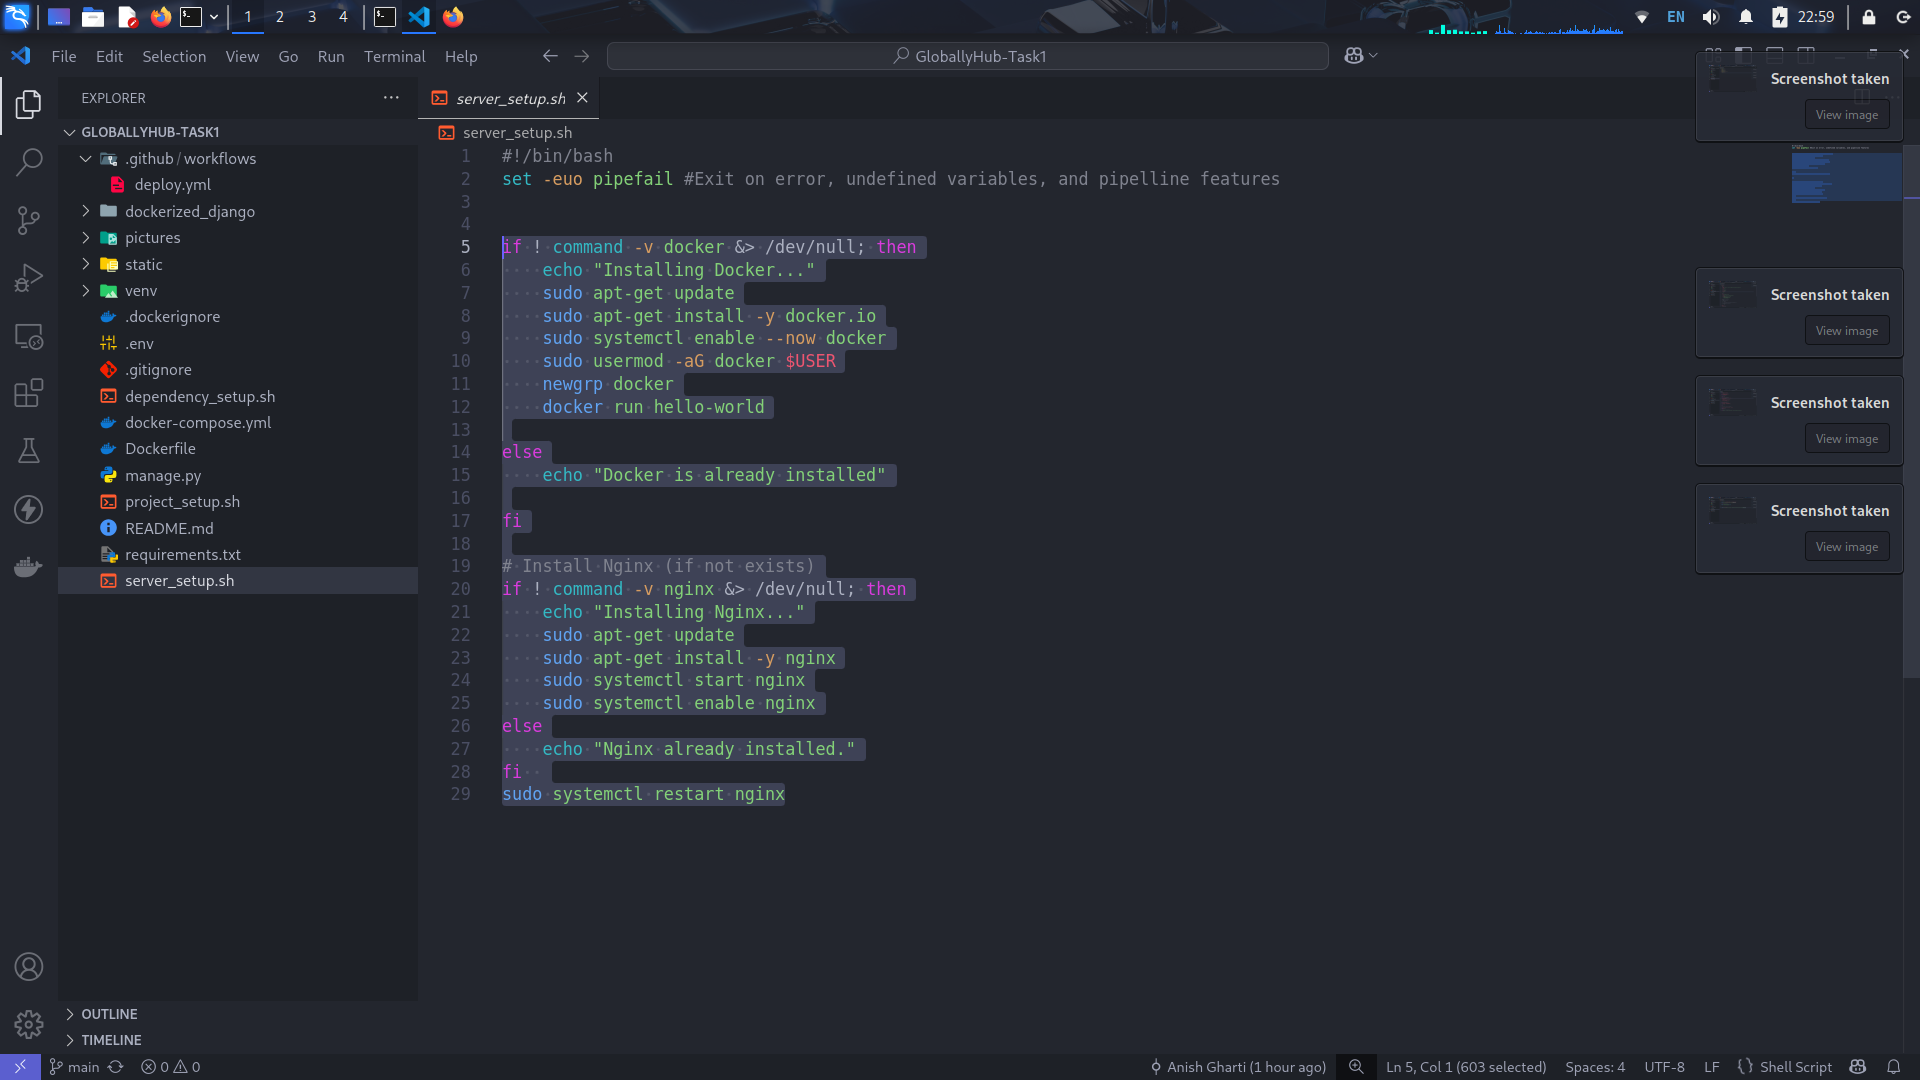 1 2 3 4 EN 22:59
File Edit Selection View Go Run Terminal Help
GloballyHub-Task1
EXPLORER
GLOBALLYHUB-TASK1
.github / workflows
deploy.yml
dockerized_django
pictures
static
venv
.dockerignore
.env
.gitignore
dependency_setup.sh
docker-compose.yml
Dockerfile
manage.py
project_setup.sh
README.md
requirements.txt
server_setup.sh
OUTLINE
TIMELINE
server_setup.sh
server_setup.sh
1 #!/bin/bash
2 set -euo pipefail #Exit on error, undefined variables, and pipelline features
3
4
5 if ! command -v docker &> /dev/null; then
6     echo "Installing Docker..."
7     sudo apt-get update
8     sudo apt-get install -y docker.io
9     sudo systemctl enable --now docker
10     sudo usermod -aG docker $USER
11     newgrp docker
12     docker run hello-world
13
14 else
15     echo "Docker is already installed"
16
17 fi
18
19 # Install Nginx (if not exists)
20 if ! command -v nginx &> /dev/null; then
21     echo "Installing Nginx..."
22     sudo apt-get update
23     sudo apt-get install -y nginx
24     sudo systemctl start nginx
25     sudo systemctl enable nginx
26 else
27     echo "Nginx already installed."
28 fi
29 sudo systemctl restart nginx
Screenshot taken
View image
Screenshot taken
View image
Screenshot taken
View image
Screenshot taken
View image
main 0 0 Anish Gharti (1 hour ago) Ln 5, Col 1 (603 selected) Spaces: 4 UTF-8 LF {} Shell Script